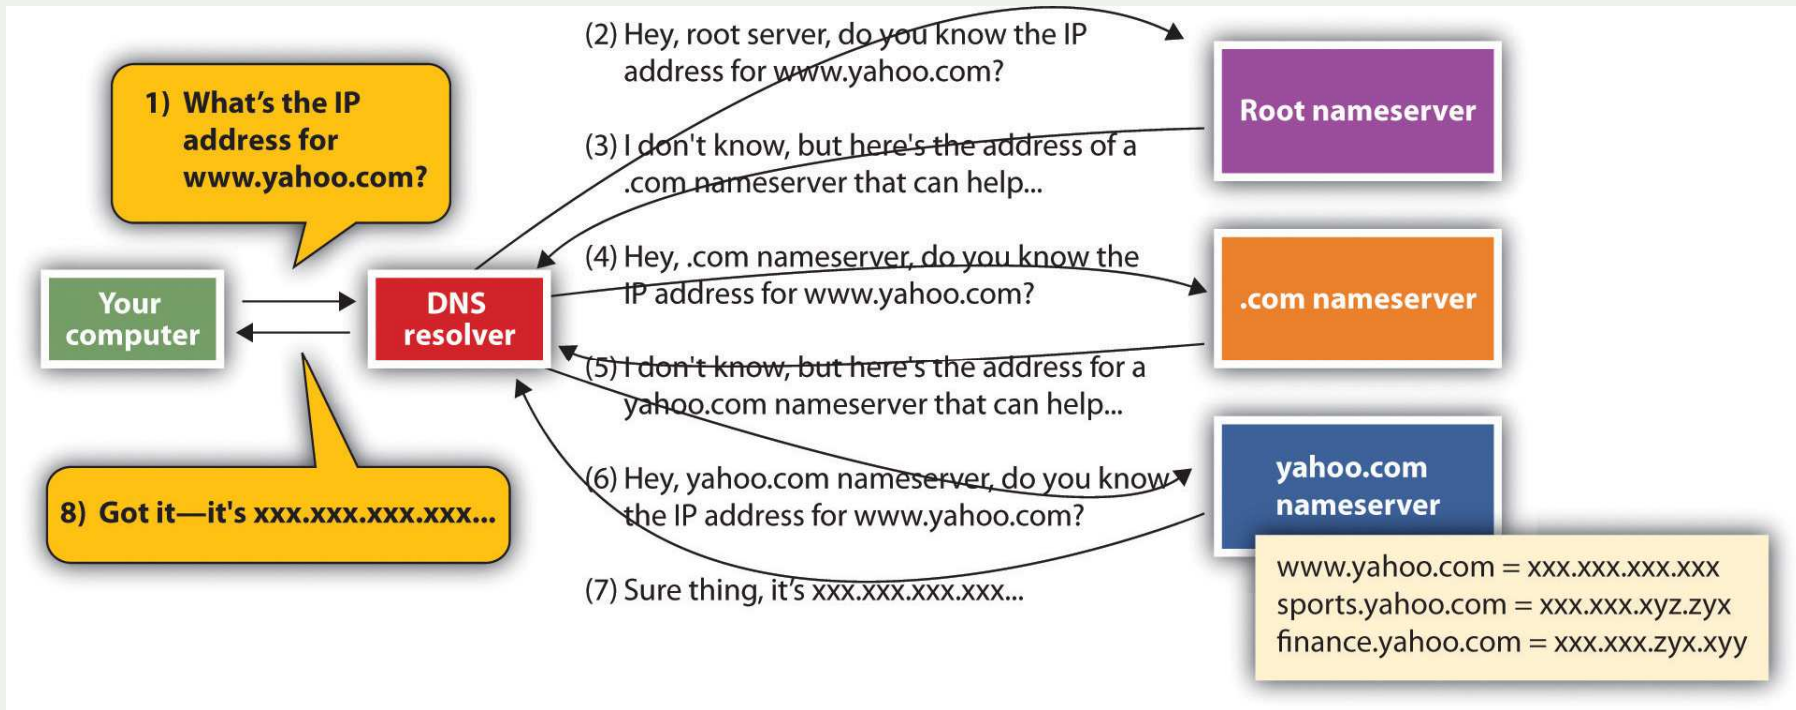 1) What's the IP
address for
www.yahoo.com?
Your
computer
DNS
resolver
8) Got it—it's xxx.xxx.xxx.xxx...
(2) Hey, root server, do you know the IP
address for www.yahoo.com?
(3) I don't know, but here's the address of a
.com nameserver that can help...
(4) Hey, .com nameserver, do you know the
IP address for www.yahoo.com?
(5) I don't know, but here's the address for a
yahoo.com nameserver that can help...
(6) Hey, yahoo.com nameserver, do you know
the IP address for www.yahoo.com?
(7) Sure thing, it's xxx.xxx.xxx.xxx...
Root nameserver
.com nameserver
yahoo.com
nameserver
www.yahoo.com = xxx.xxx.xxx.xxx
sports.yahoo.com = xxx.xxx.xyz.zyx
finance.yahoo.com = xxx.xxx.zyx.xyy